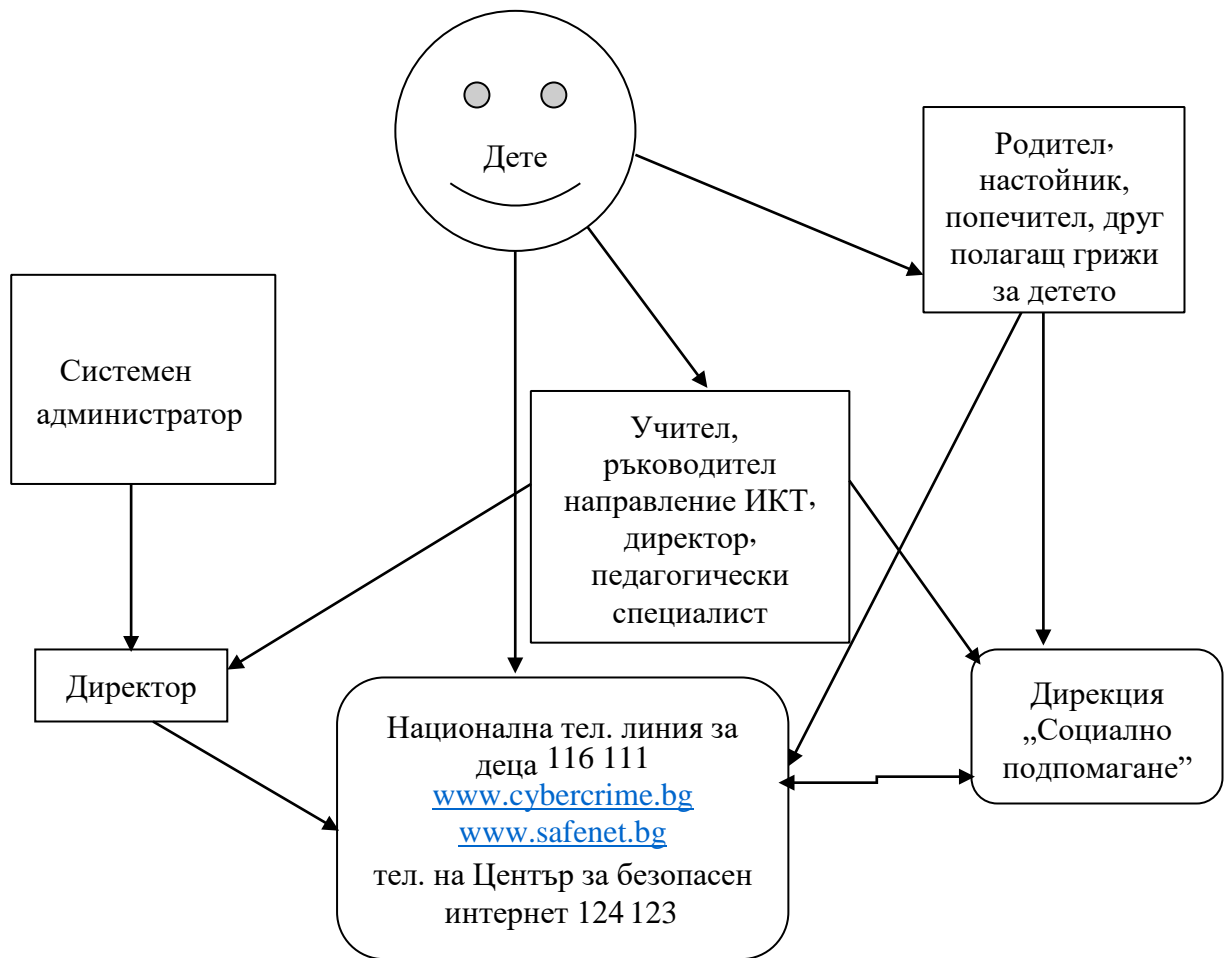 Дете
Родител,
настойник,
попечител, друг
полагащ грижи
за детето
Системен
администратор
Учител,
ръководител
направление ИКТ,
директор,
педагогически
специалист
Директор
Национална тел. линия за
деца 116 111
www.cybercrime.bg
www.safenet.bg
тел. на Център за безопасен
интернет 124 123
Дирекция
„Социално
подпомагане”